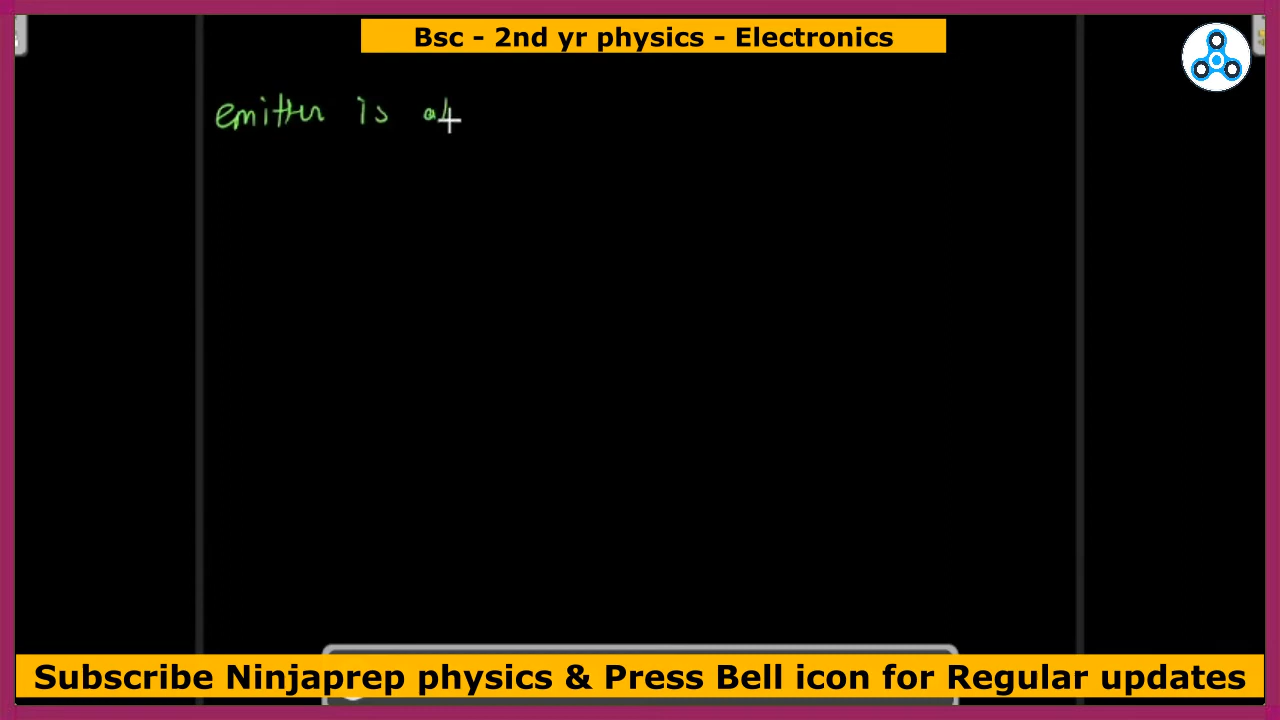 Bsc - 2nd yr physics - Electronics
emitter is
Subscribe Ninjaprep physics & Press Bell icon for Regular updates